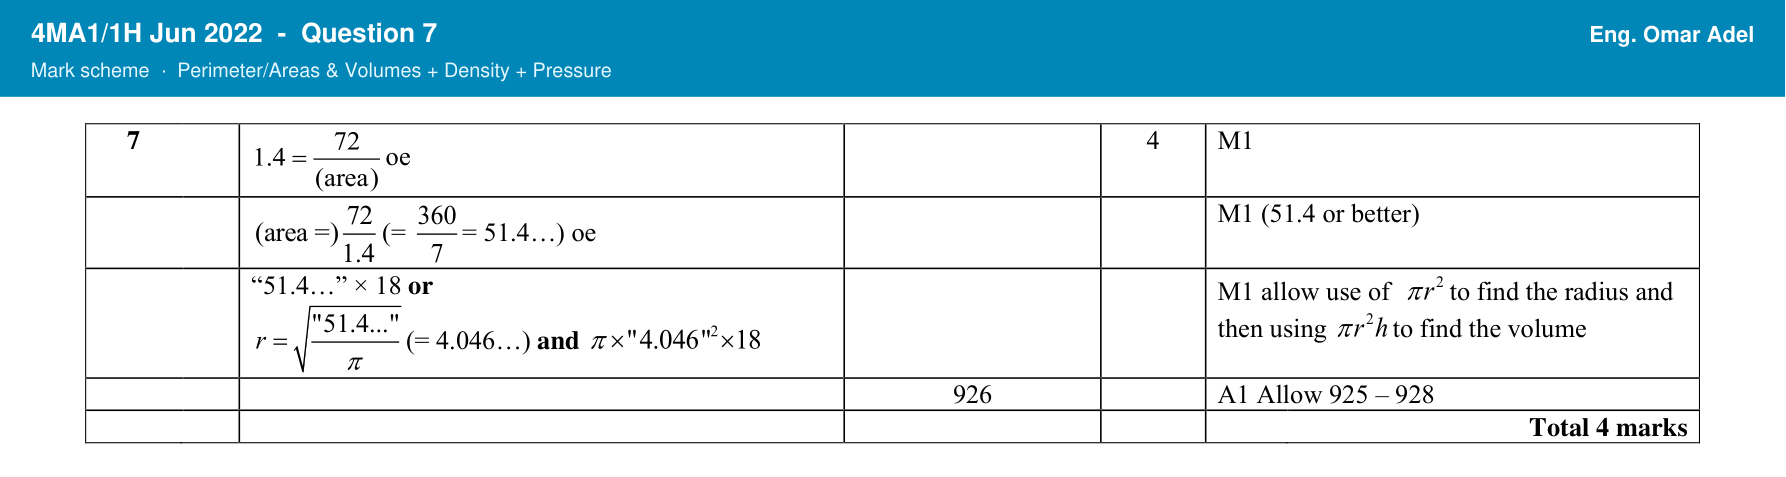 4MA1/1H Jun 2022 - Question 7
Eng. Omar Adel
Mark scheme · Perimeter/Areas & Volumes + Density + Pressure
7
1.4 = 72/(area) oe
4
M1
(area =) 72/1.4 (= 360/7 = 51.4…) oe
M1 (51.4 or better)
“51.4…” × 18 or
r = √("51.4..."/π) (= 4.046…) and π×"4.046"²×18
M1 allow use of πr² to find the radius and
then using πr²h to find the volume
926
A1 Allow 925 – 928
Total 4 marks